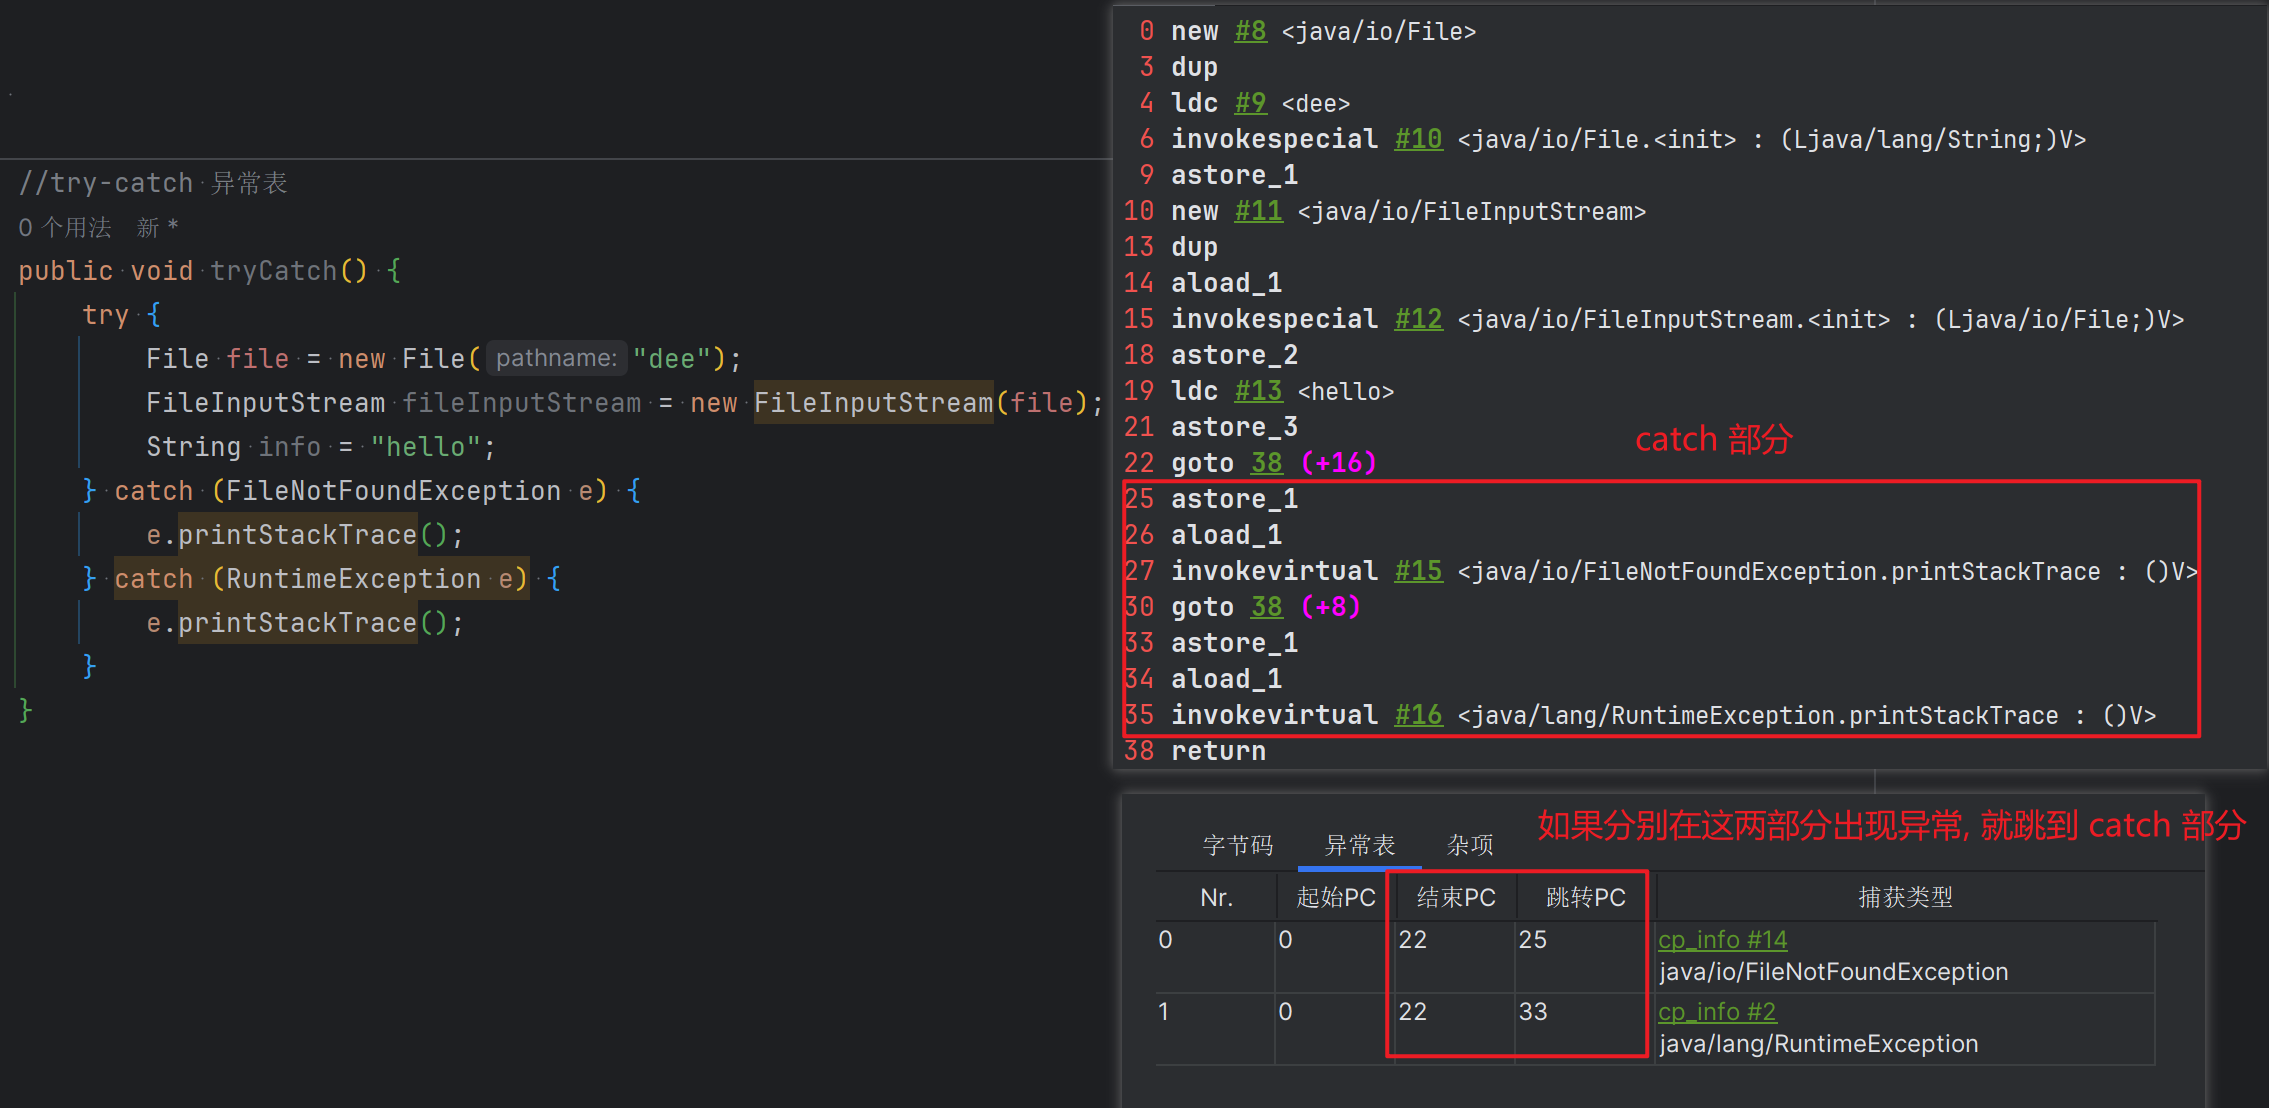 //try-catch 异常表
0 个用法 新 *
public void tryCatch() {
try {
File file = new File( pathname: "dee");
FileInputStream fileInputStream = new FileInputStream(file);
String info = "hello";
} catch (FileNotFoundException e) {
e.printStackTrace();
} catch (RuntimeException e) {
e.printStackTrace();
}
}
0 new #8 <java/io/File>
3 dup
4 ldc #9 <dee>
6 invokespecial #10 <java/io/File.<init> : (Ljava/lang/String;)V>
9 astore_1
10 new #11 <java/io/FileInputStream>
13 dup
14 aload_1
15 invokespecial #12 <java/io/FileInputStream.<init> : (Ljava/io/File;)V>
18 astore_2
19 ldc #13 <hello>
21 astore_3
catch 部分
22 goto 38 (+16)
25 astore_1
26 aload_1
27 invokevirtual #15 <java/io/FileNotFoundException.printStackTrace : ()V>
30 goto 38 (+8)
33 astore_1
34 aload_1
35 invokevirtual #16 <java/lang/RuntimeException.printStackTrace : ()V>
38 return
如果分别在这两部分出现异常, 就跳到 catch 部分
字节码 异常表 杂项
Nr. 起始PC 结束PC 跳转PC 捕获类型
0 0 22 25 cp_info #14
java/io/FileNotFoundException
1 0 22 33 cp_info #2
java/lang/RuntimeException